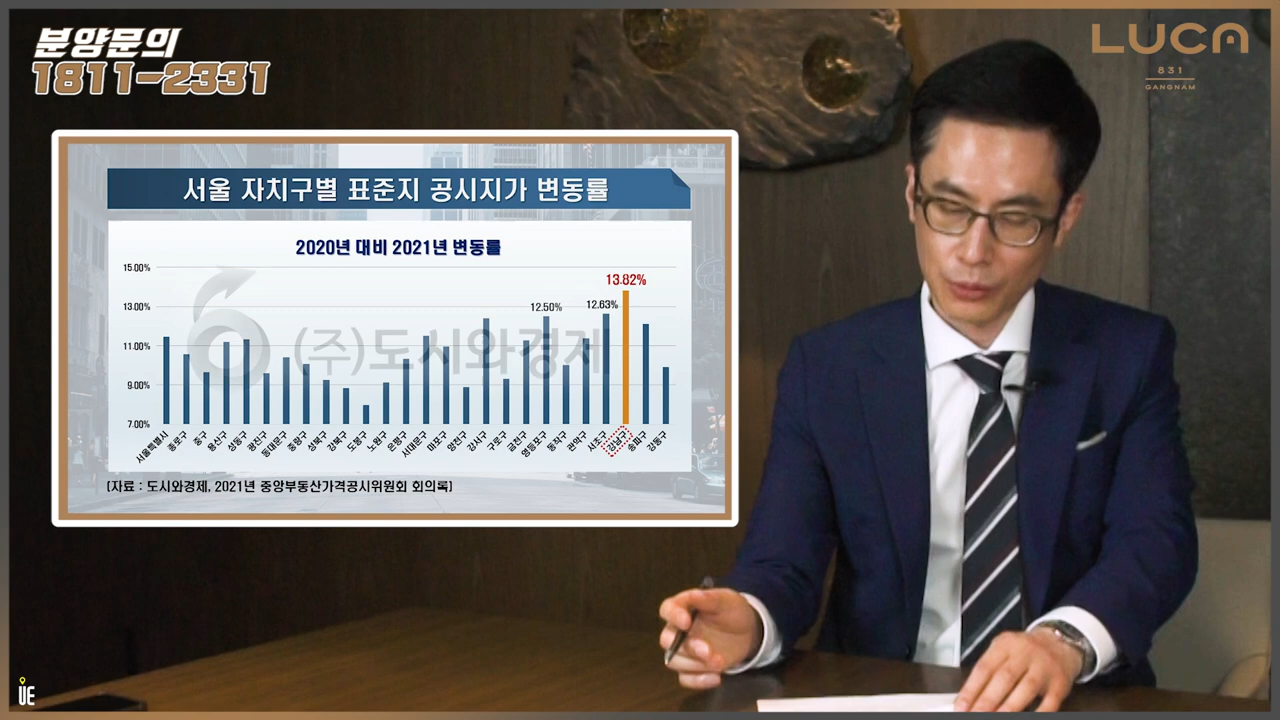 분양문의
1811-2331
LUCA
831
GANGNAM
서울 자치구별 표준지 공시지가 변동률
2020년 대비 2021년 변동률
15.00%
13.00%
11.00%
9.00%
7.00%
12.50%
12.63%
13.82%
(주)도시와경제
서울특별시
종로구
중구
용산구
성동구
광진구
동대문구
중랑구
성북구
강북구
도봉구
노원구
은평구
서대문구
마포구
양천구
강서구
구로구
금천구
영등포구
동작구
관악구
서초구
강남구
송파구
강동구
[자료 : 도시와경제, 2021년 중앙부동산가격공시위원회 회의록]
UE